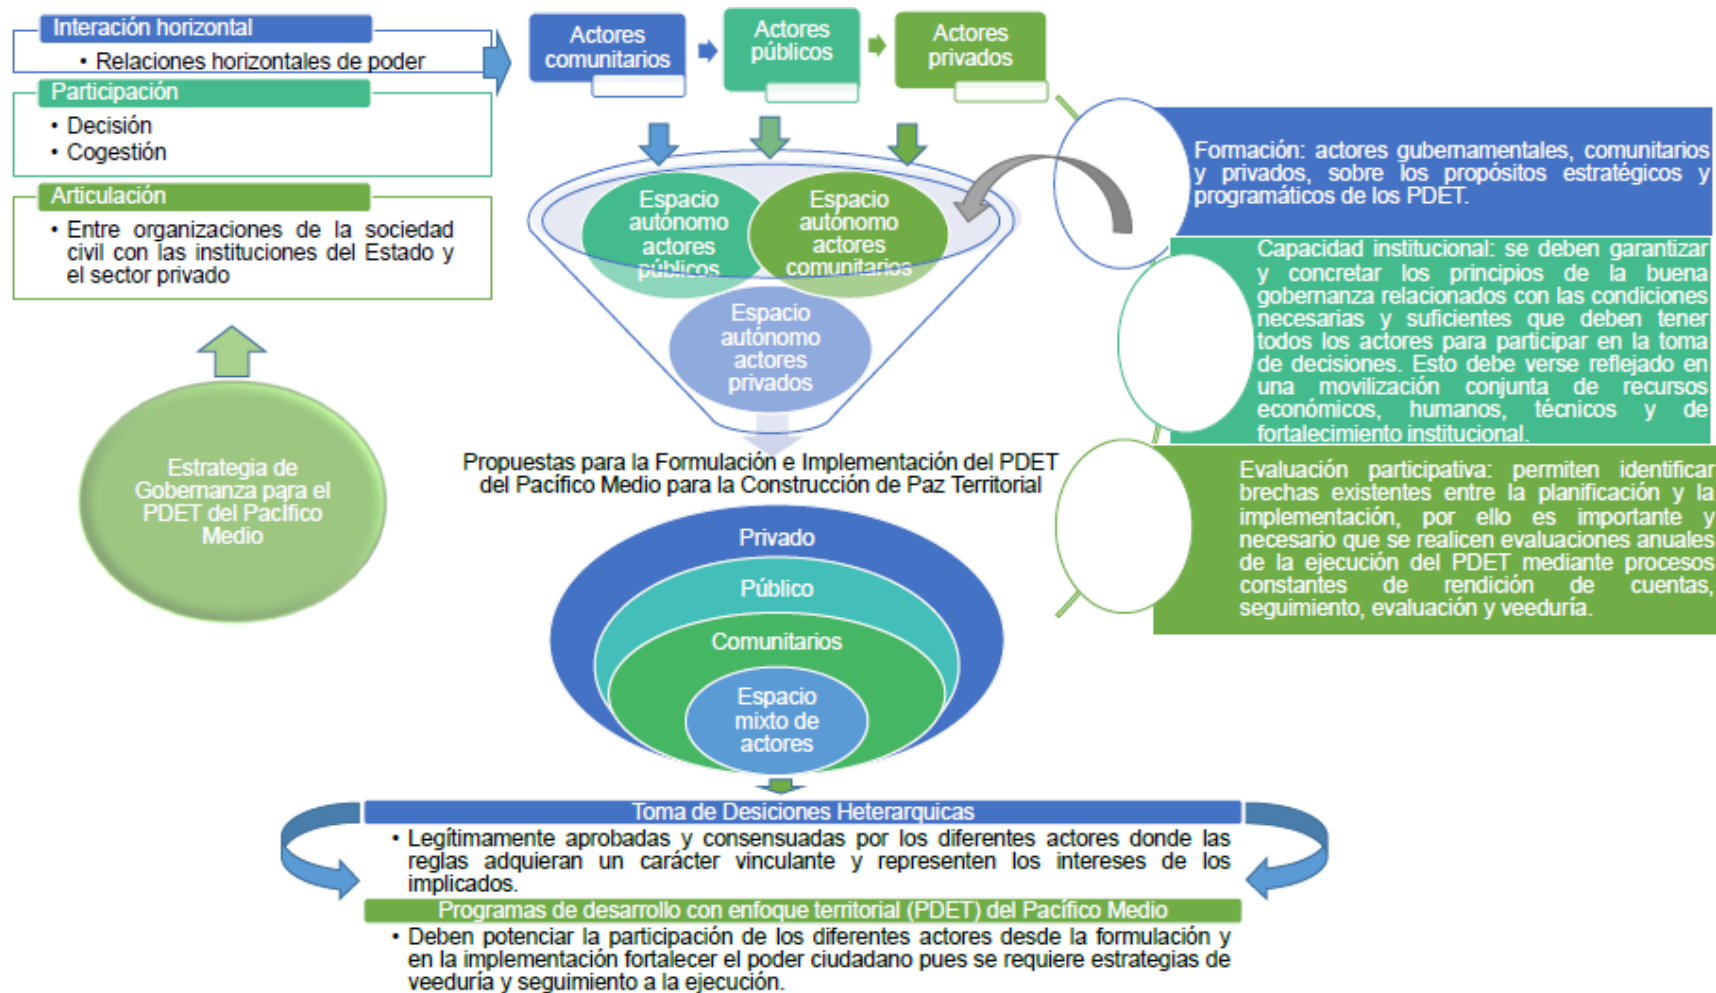 Interación horizontal
• Relaciones horizontales de poder
Participación
• Decisión
• Cogestión
Articulación
• Entre organizaciones de la sociedad
civil con las instituciones del Estado y
el sector privado
Estrategia de
Gobernanza para el
PDET del Pacífico
Medio
Actores
comunitarios
Actores
públicos
Actores
privados
Espacio
autónomo
actores
públicos
Espacio
autónomo
actores
comunitarios
Espacio
autónomo
actores
privados
Propuestas para la Formulación e Implementación del PDET
del Pacífico Medio para la Construcción de Paz Territorial
Privado
Público
Comunitarios
Espacio
mixto de
actores
Formación: actores gubernamentales, comunitarios
y privados, sobre los propósitos estratégicos y
programáticos de los PDET.
Capacidad institucional: se deben garantizar
y concretar los principios de la buena
gobernanza relacionados con las condiciones
necesarias y suficientes que deben tener
todos los actores para participar en la toma
de decisiones. Esto debe verse reflejado en
una movilización conjunta de recursos
económicos, humanos, técnicos y de
fortalecimiento institucional.
Evaluación participativa: permiten identificar
brechas existentes entre la planificación y la
implementación, por ello es importante y
necesario que se realicen evaluaciones anuales
de la ejecución del PDET mediante procesos
constantes de rendición de cuentas,
seguimiento, evaluación y veeduría.
Toma de Desiciones Heterarquicas
• Legítimamente aprobadas y consensuadas por los diferentes actores donde las
reglas adquieran un carácter vinculante y representen los intereses de los
implicados.
Programas de desarrollo con enfoque territorial (PDET) del Pacífico Medio
• Deben potenciar la participación de los diferentes actores desde la formulación y
en la implementación fortalecer el poder ciudadano pues se requiere estrategias de
veeduría y seguimiento a la ejecución.